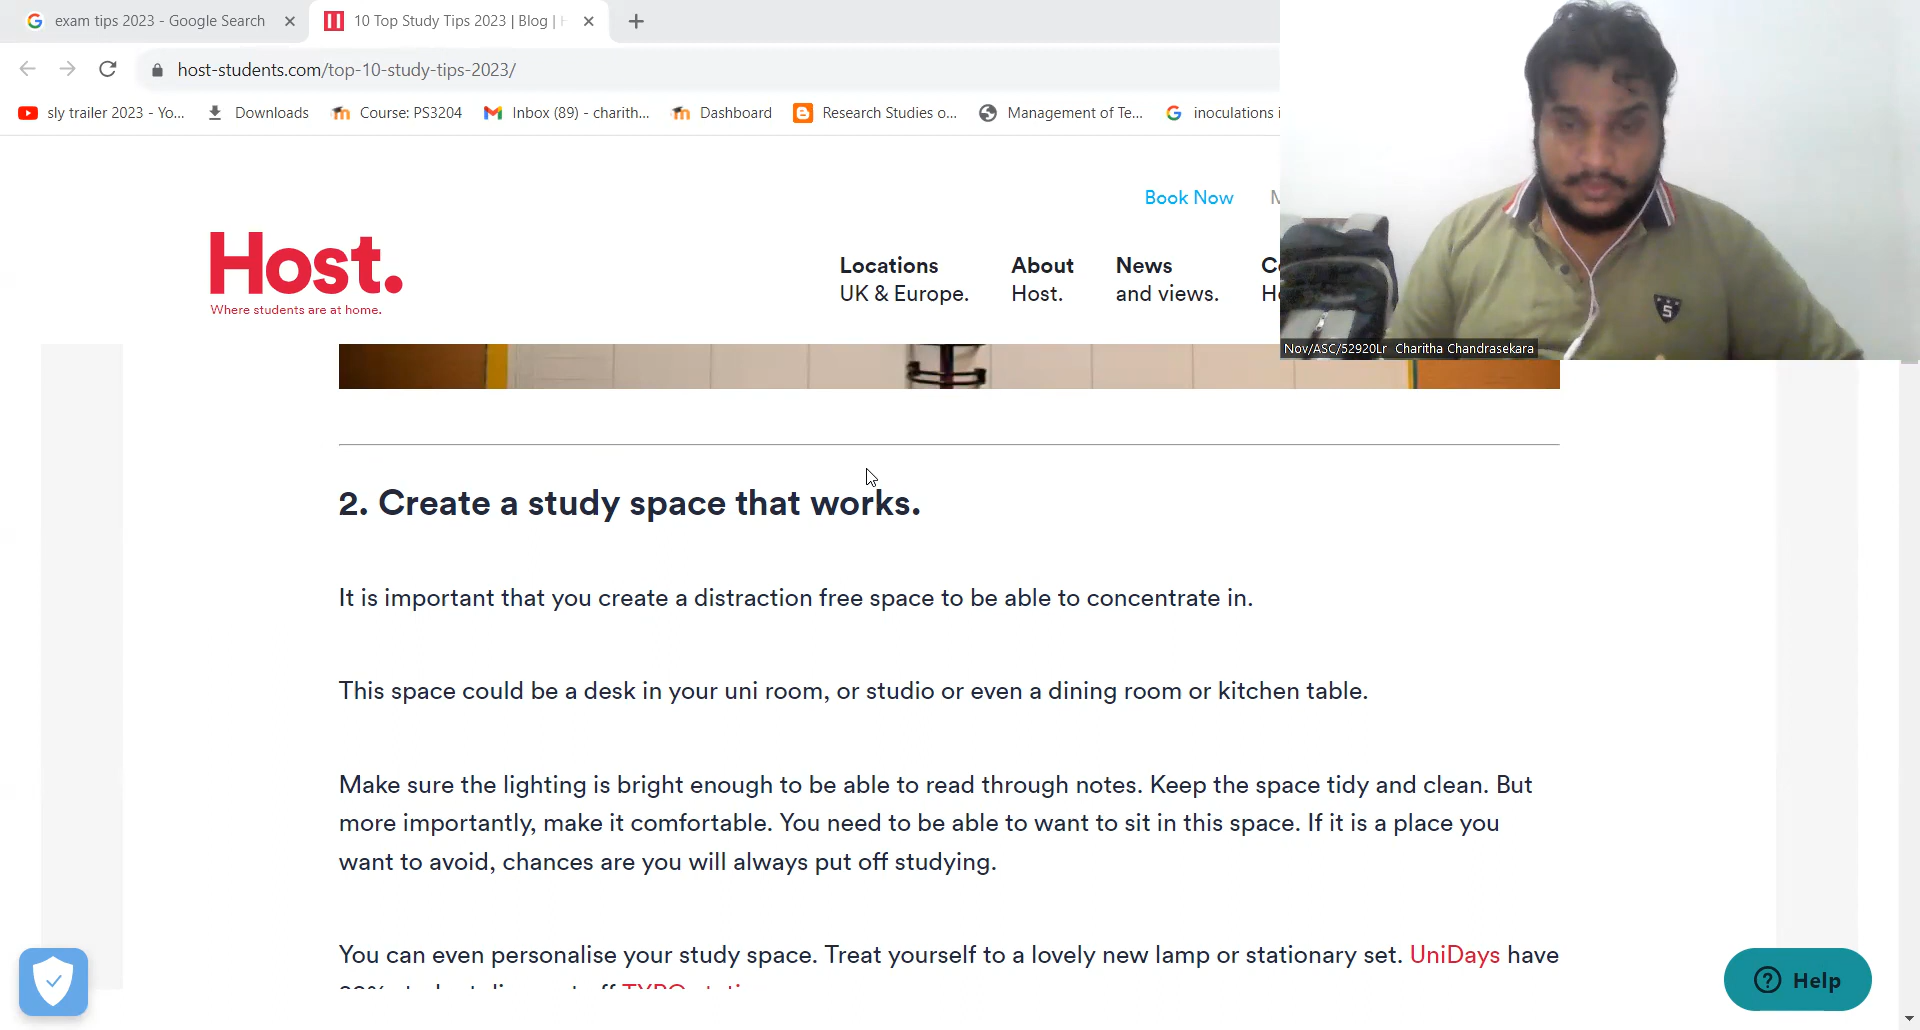 exam tips 2023 - Google Search
10 Top Study Tips 2023 | Blog |
host-students.com/top-10-study-tips-2023/
sly trailer 2023 - Yo...
Downloads
Course: PS3204
Inbox (89) - charith...
Dashboard
Research Studies o...
Management of Te...
inoculations i
Book Now
M
Host.
Where students are at home.
Locations
UK & Europe.
About
Host.
News
and views.
Nov/ASC/52920Lr Charitha Chandrasekara
2. Create a study space that works.
It is important that you create a distraction free space to be able to concentrate in.
This space could be a desk in your uni room, or studio or even a dining room or kitchen table.
Make sure the lighting is bright enough to be able to read through notes. Keep the space tidy and clean. But
more importantly, make it comfortable. You need to be able to want to sit in this space. If it is a place you
want to avoid, chances are you will always put off studying.
You can even personalise your study space. Treat yourself to a lovely new lamp or stationary set. UniDays have
Help